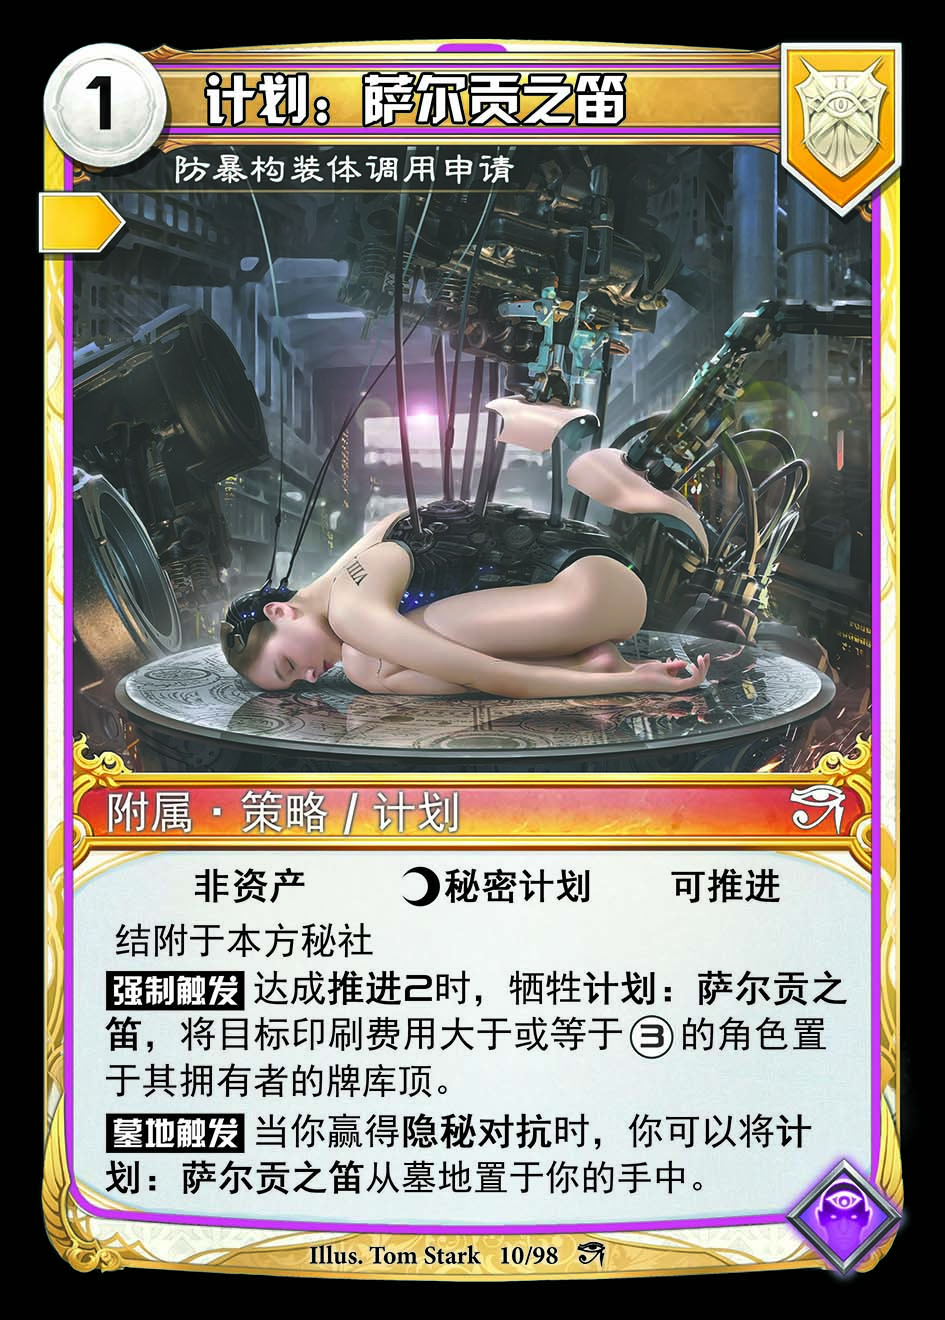 1
计划：萨尔贡之笛
防暴构装体调用申请
VIII
附属·策略/计划
非资产 秘密计划 可推进
结附于本方秘社
强制触发 达成推进2时，牺牲计划：萨尔贡之
笛，将目标印刷费用大于或等于③的角色置
于其拥有者的牌库顶。
墓地触发 当你赢得隐秘对抗时，你可以将计
划：萨尔贡之笛从墓地置于你的手中。
Illus. Tom Stark 10/98